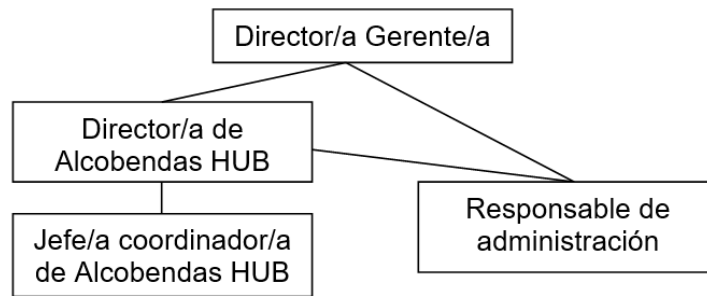 Director/a Gerente/a
Director/a de
Alcobendas HUB
Jefe/a coordinador/a
de Alcobendas HUB
Responsable de
administración